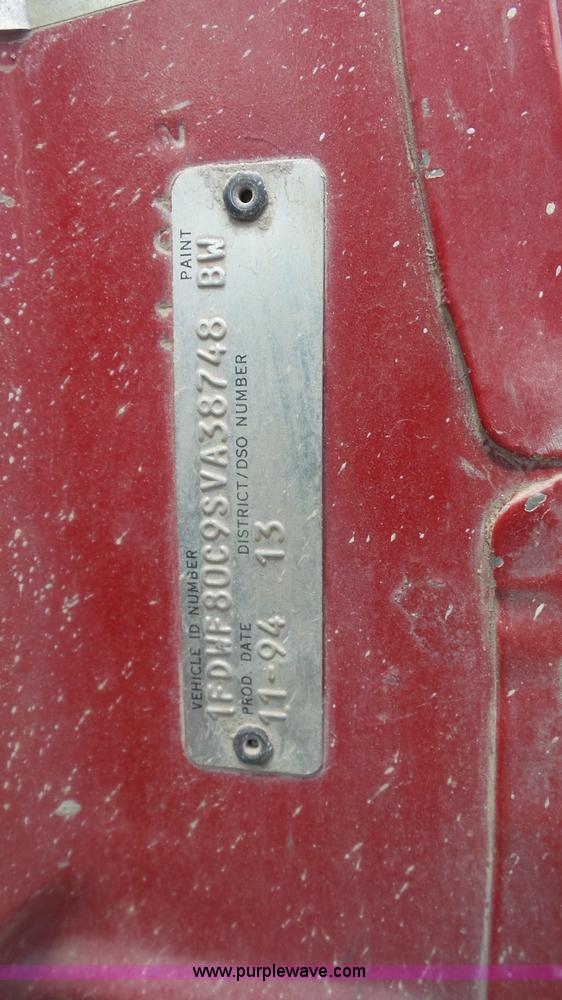 VEHICLE ID NUMBER PAINT
1FDWF80C9SVA38748 BW
PROD DATE DISTRICT/DSO NUMBER
11-94 13
www.purplewave.com